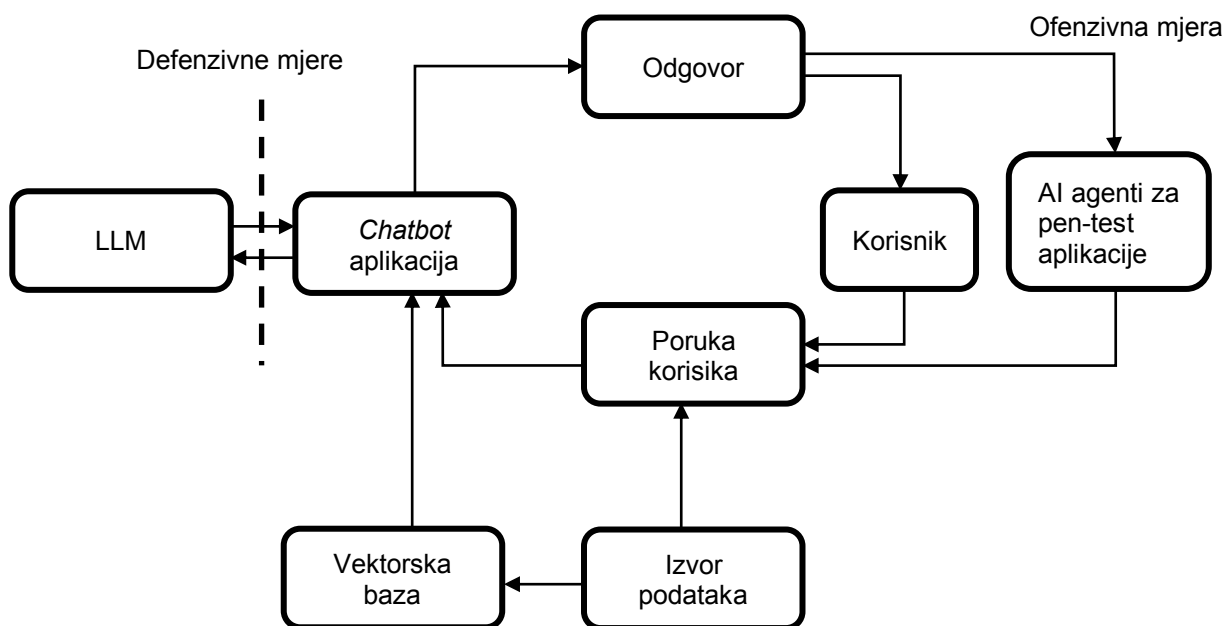 Ofenzivna mjera
Defenzivne mjere
Odgovor
LLM
Chatbot
aplikacija
Korisnik
AI agenti za
pen-test
aplikacije
Poruka
korisika
Vektorska
baza
Izvor
podataka